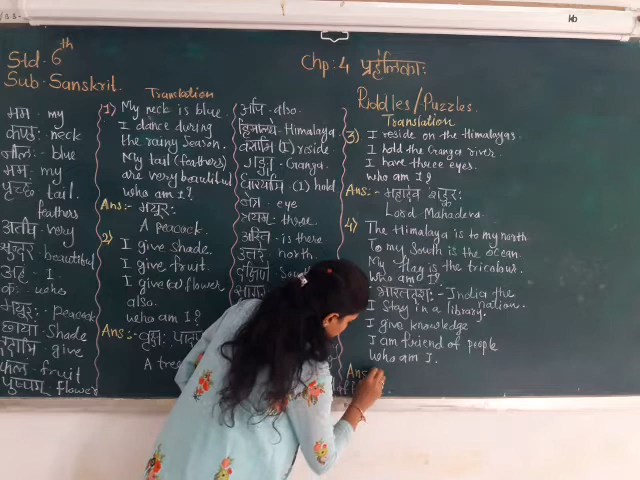 Std. 6th
Sub: Sanskrit.
Chp: 4 प्रहेलिकाः
मम - my
कण्ठः - neck
नीलः - blue
मम - my
पृच्छ tail.
feathers
अतीव - very
सुन्दर beautiful
अहं - I.
कः - who
मयूरः - peacock
छाया Shade
ददामि - give
फल - fruit
पुष्पम् flower
Translation
1) My neck is blue.
I dance during
the rainy season.
My tail (feathers)
are very beautiful
who am I?
Ans:- मयूरः
A peacock.
2) I give shade.
I give fruit.
I give (a) flower
also.
who am I?
Ans:- वृक्षः
A tree
अपि - also
हिमालये - Himalaya.
वसामि (I) reside
गङ्गा - Ganga
धारयामि (I) hold
नेत्र - eye
त्रयम् - three.
अस्ति - is there
उत्तर north
दक्षिण
Riddles/Puzzles.
Translation
3) I reside on the Himalayas.
I hold the Ganga river.
I have three eyes.
who am I?
Ans:- महादेव शङ्कर
Lord Mahadeva
4) The Himalaya is to my north
To my south is the ocean
My flag is the tricolour.
Who am I?
भारतदेशः - India the
nation.
I stay in a library.
I give knowledge
I am friend of people
Who am I.
Ans